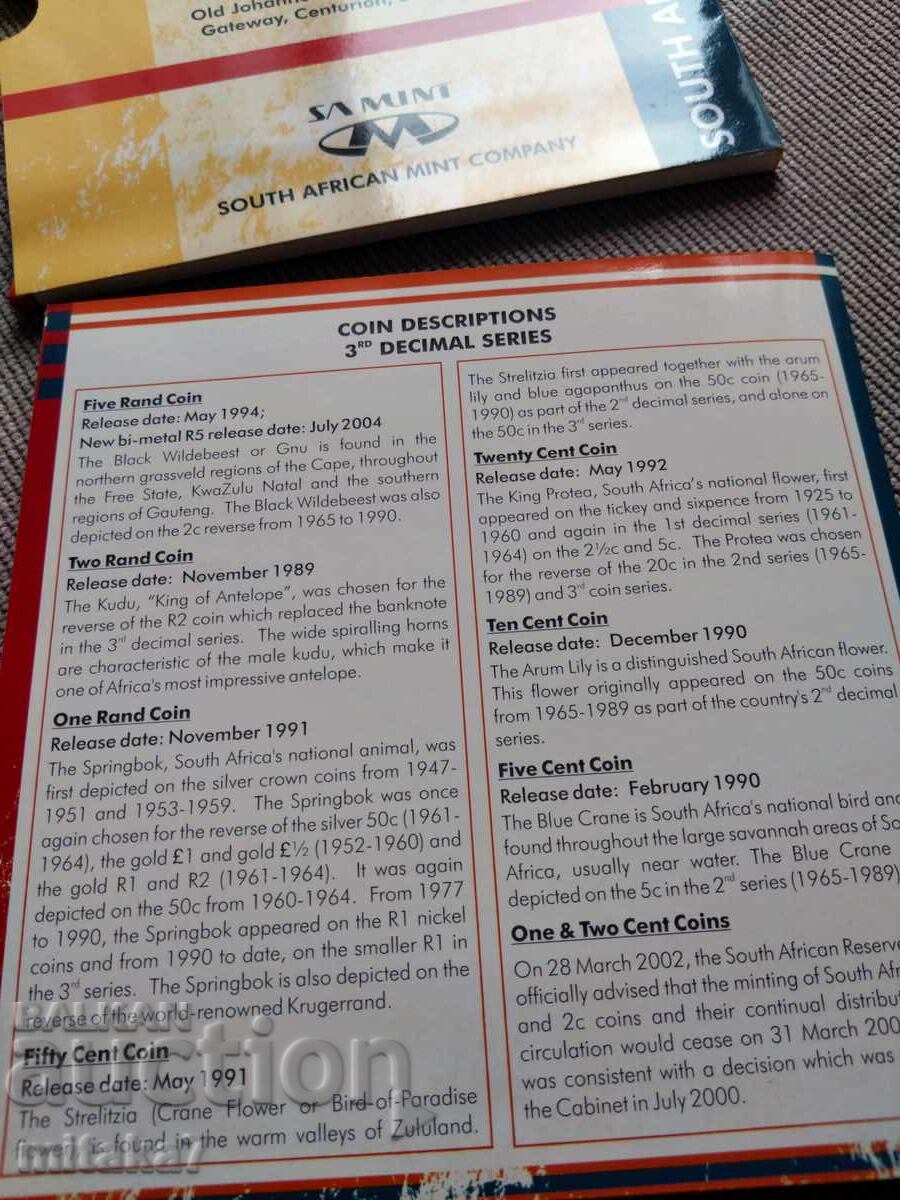 Old
Gateway, Centurion,
SA MINT
SOUTH AFRICAN MINT COMPANY
SOUTH
COIN DESCRIPTIONS
3RD DECIMAL SERIES
Five Rand Coin
Release date: May 1994;
New bi-metal R5 release date: July 2004
The Black Wildebeest or Gnu is found in the
northern grassveld regions of the Cape, throughout
the Free State, KwaZulu Natal and the southern
regions of Gauteng. The Black Wildebeest was also
depicted on the 2c reverse from 1965 to 1990.
Two Rand Coin
Release date: November 1989
The Kudu, "King of Antelope", was chosen for the
reverse of the R2 coin which replaced the banknote
in the 3rd decimal series. The wide spiralling horns
are characteristic of the male kudu, which make it
one of Africa's most impressive antelope.
One Rand Coin
Release date: November 1991
The Springbok, South Africa's national animal, was
first depicted on the silver crown coins from 1947-
1951 and 1953-1959. The Springbok was once
again chosen for the reverse of the silver 50c (1961-
1964), the gold £1 and gold £½ (1952-1960) and
the gold R1 and R2 (1961-1964). It was again
depicted on the 50c from 1960-1964. From 1977
to 1990, the Springbok appeared on the R1 nickel
coins and from 1990 to date, on the smaller R1 in
the 3rd series. The Springbok is also depicted on the
reverse of the world-renowned Krugerrand.
Fifty Cent Coin
Release date: May 1991
The Strelitzia (Crane Flower or Bird-of-Paradise
flower) is found in the warm valleys of Zululand.
The Strelitzia first appeared together with the arum
lily and blue agapanthus on the 50c coin (1965-
1990) as part of the 2nd decimal series, and alone on
the 50c in the 3rd series.
Twenty Cent Coin
Release date: May 1992
The King Protea, South Africa's national flower, first
appeared on the tickey and sixpence from 1925 to
1960 and again in the 1st decimal series (1961-
1964) on the 2½c and 5c. The Protea was chosen
for the reverse of the 20c in the 2nd series (1965-
1989) and 3rd coin series.
Ten Cent Coin
Release date: December 1990
The Arum Lily is a distinguished South African flower.
This flower originally appeared on the 50c coins
from 1965-1989 as part of the country's 2nd decimal
series.
Five Cent Coin
Release date: February 1990
The Blue Crane is South Africa's national bird and
found throughout the large savannah areas of
Africa, usually near water. The Blue Crane
depicted on the 5c in the 2nd series (1965-1989)
One & Two Cent Coins
On 28 March 2002, the South African Reserve
officially advised that the minting of South
and 2c coins and their continual
circulation would cease on 31 March
was consistent with a decision which was
the Cabinet in July 2000.
BALKAN
auction
mitaka7